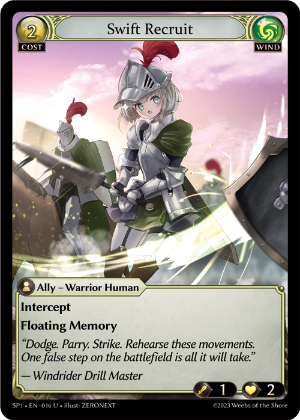 2
COST
Swift Recruit
WIND
Ally – Warrior Human
Intercept
Floating Memory
“Dodge. Parry. Strike. Rehearse these movements.
One false step on the battlefield is all it will take.”
— Windrider Drill Master
1
2
SP1 • EN–016 U • Illust: ZERONEXT
©2023 Weebs of the Shore